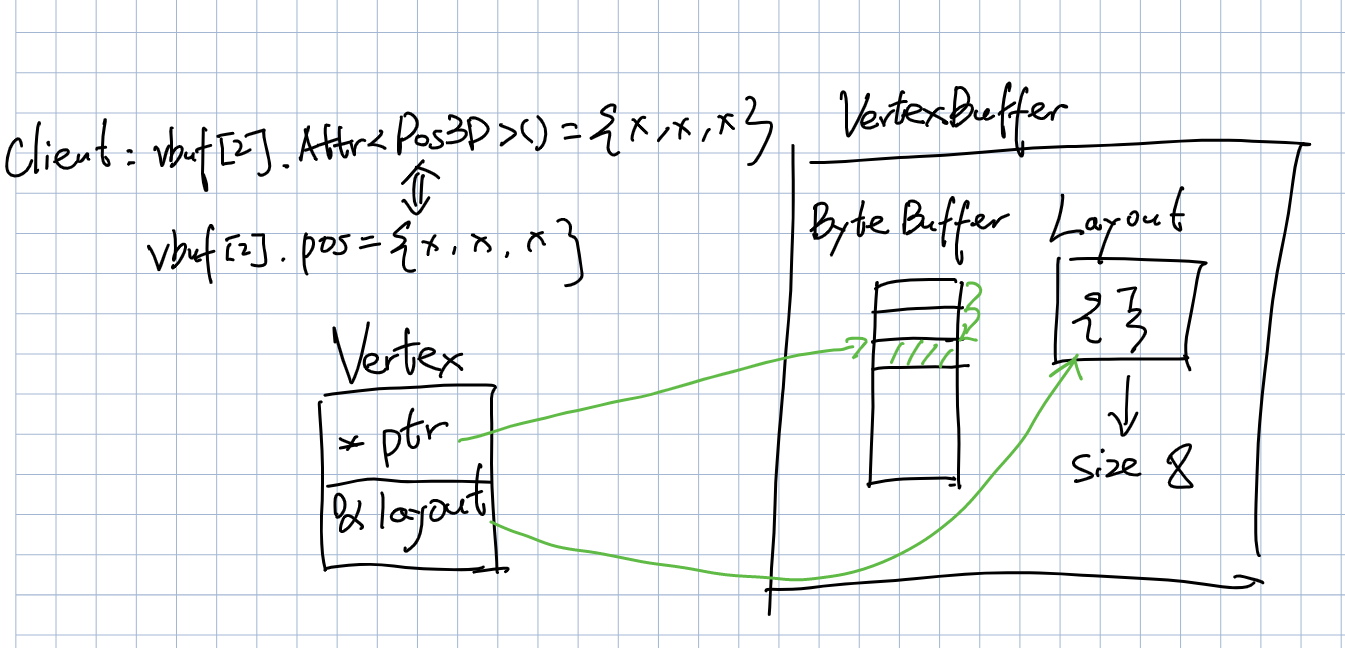 Client : vbuf[2].Attr<Pos3D>() = {x,x,x}
vbuf[2].pos={x, x, x}
Vertex
* ptr
& layout
VertexBuffer
Byte Buffer
Layout
{ }
size 8